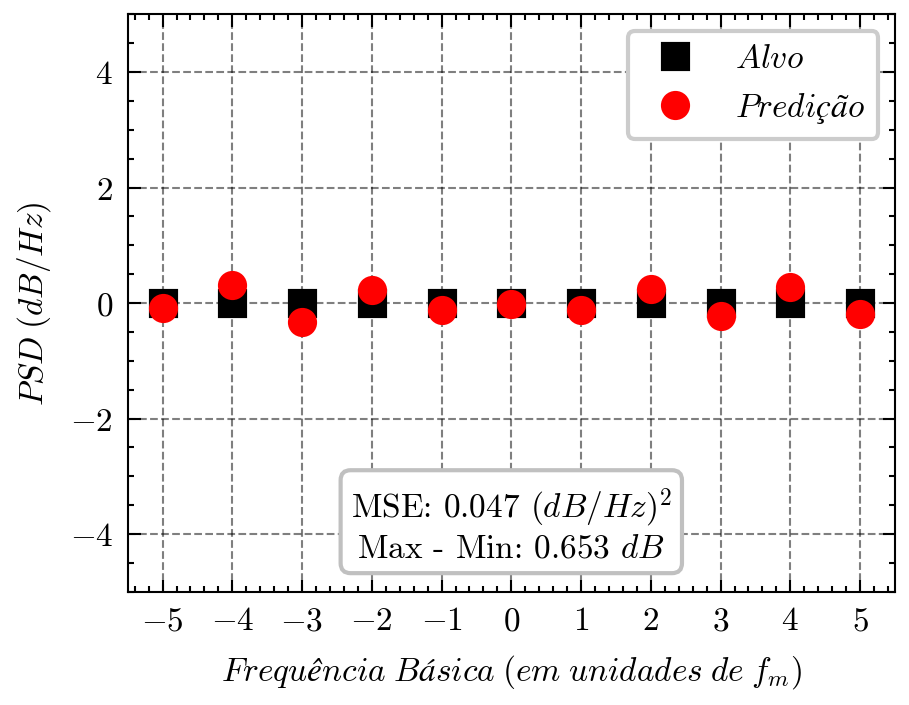 Alvo
Predição
4
2
0
−2
−4
PSD (dB/Hz)
MSE: 0.047 (dB/Hz)²
Max - Min: 0.653 dB
−5 −4 −3 −2 −1 0 1 2 3 4 5
Frequência Básica (em unidades de fₘ)